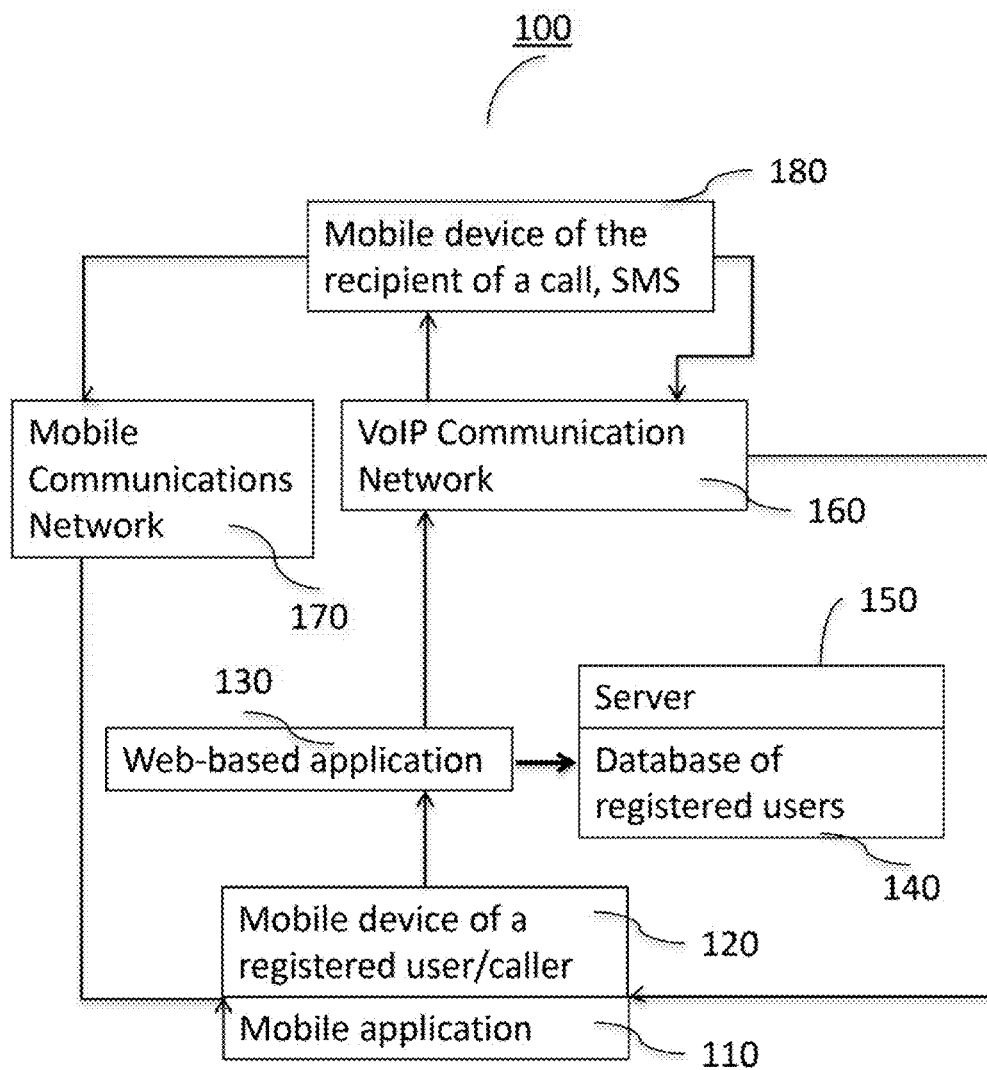 100
180
Mobile device of the
recipient of a call, SMS
Mobile
Communications
Network
170
VoIP Communication
Network
160
150
130
Server
Web-based application
Database of
registered users
140
Mobile device of a
registered user/caller
120
Mobile application
110